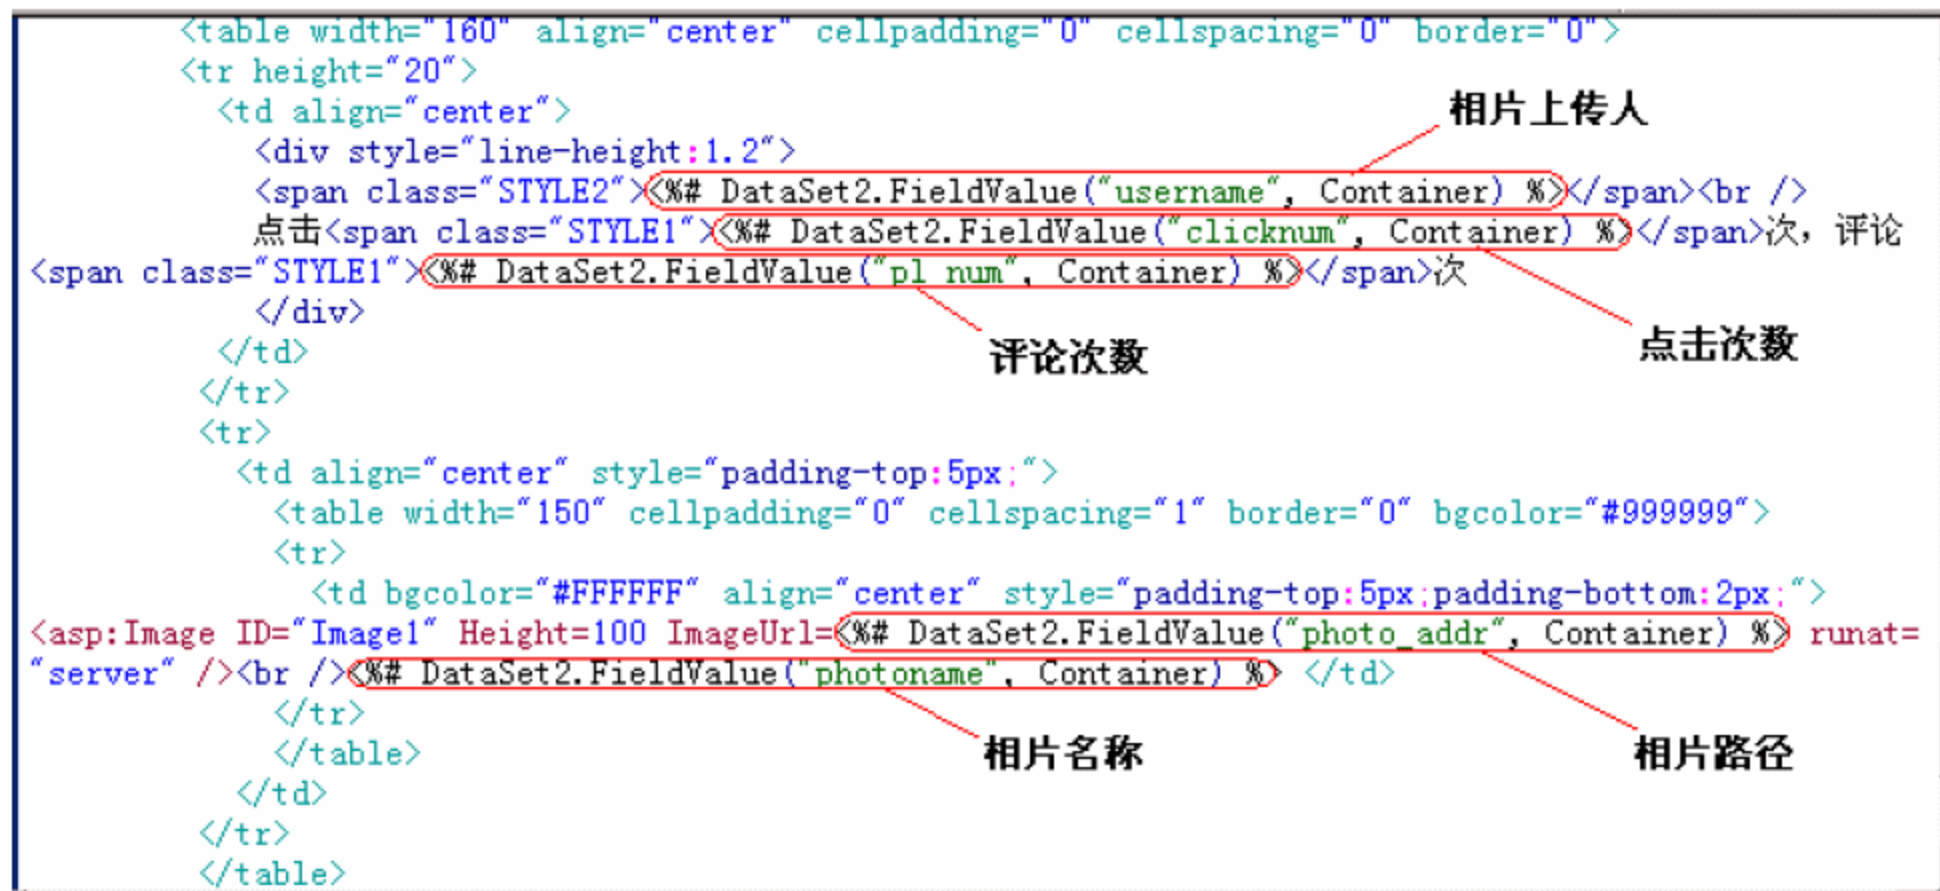 <table width="160" align="center" cellpadding="0" cellspacing="0" border="0">
<tr height="20">
<td align="center">
相片上传人
<div style="line-height:1.2">
<span class="STYLE2"><%# DataSet2.FieldValue("username", Container) %></span><br />
点击<span class="STYLE1"><%# DataSet2.FieldValue("clicknum", Container) %></span>次，评论
<span class="STYLE1"><%# DataSet2.FieldValue("pl_num", Container) %></span>次
</div>
点击次数
评论次数
</td>
</tr>
<tr>
<td align="center" style="padding-top:5px;">
<table width="150" cellpadding="0" cellspacing="1" border="0" bgcolor="#999999">
<tr>
<td bgcolor="#FFFFFF" align="center" style="padding-top:5px;padding-bottom:2px;">
<asp:Image ID="Image1" Height=100 ImageUrl=<%# DataSet2.FieldValue("photo_addr", Container) %> runat=
"server" /><br /><%# DataSet2.FieldValue("photoname", Container) %> </td>
</tr>
相片名称
相片路径
</table>
</td>
</tr>
</table>